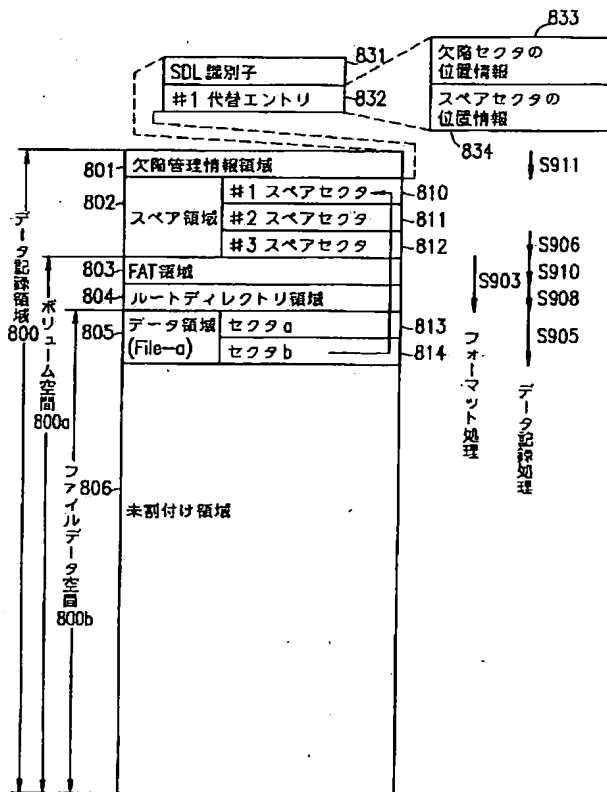 833
831
SDL 識別子
832
#1 代替エントリ
欠陥セクタの
位置情報
スペアセクタの
位置情報
834
801
欠陥管理情報領域
S911
802
スペア領域
#1 スペアセクタ
810
#2 スペアセクタ
811
#3 スペアセクタ
812
S906
803
FAT領域
S903
S910
804
ルートディレクトリ領域
S908
805
データ領域
(File-a)
セクタa
813
セクタb
814
S905
フォーマット処理
データ記録処理
データ記録領域
800
ボリューム空間
800a
ファイルデータ空間
800b
806
未割付け領域